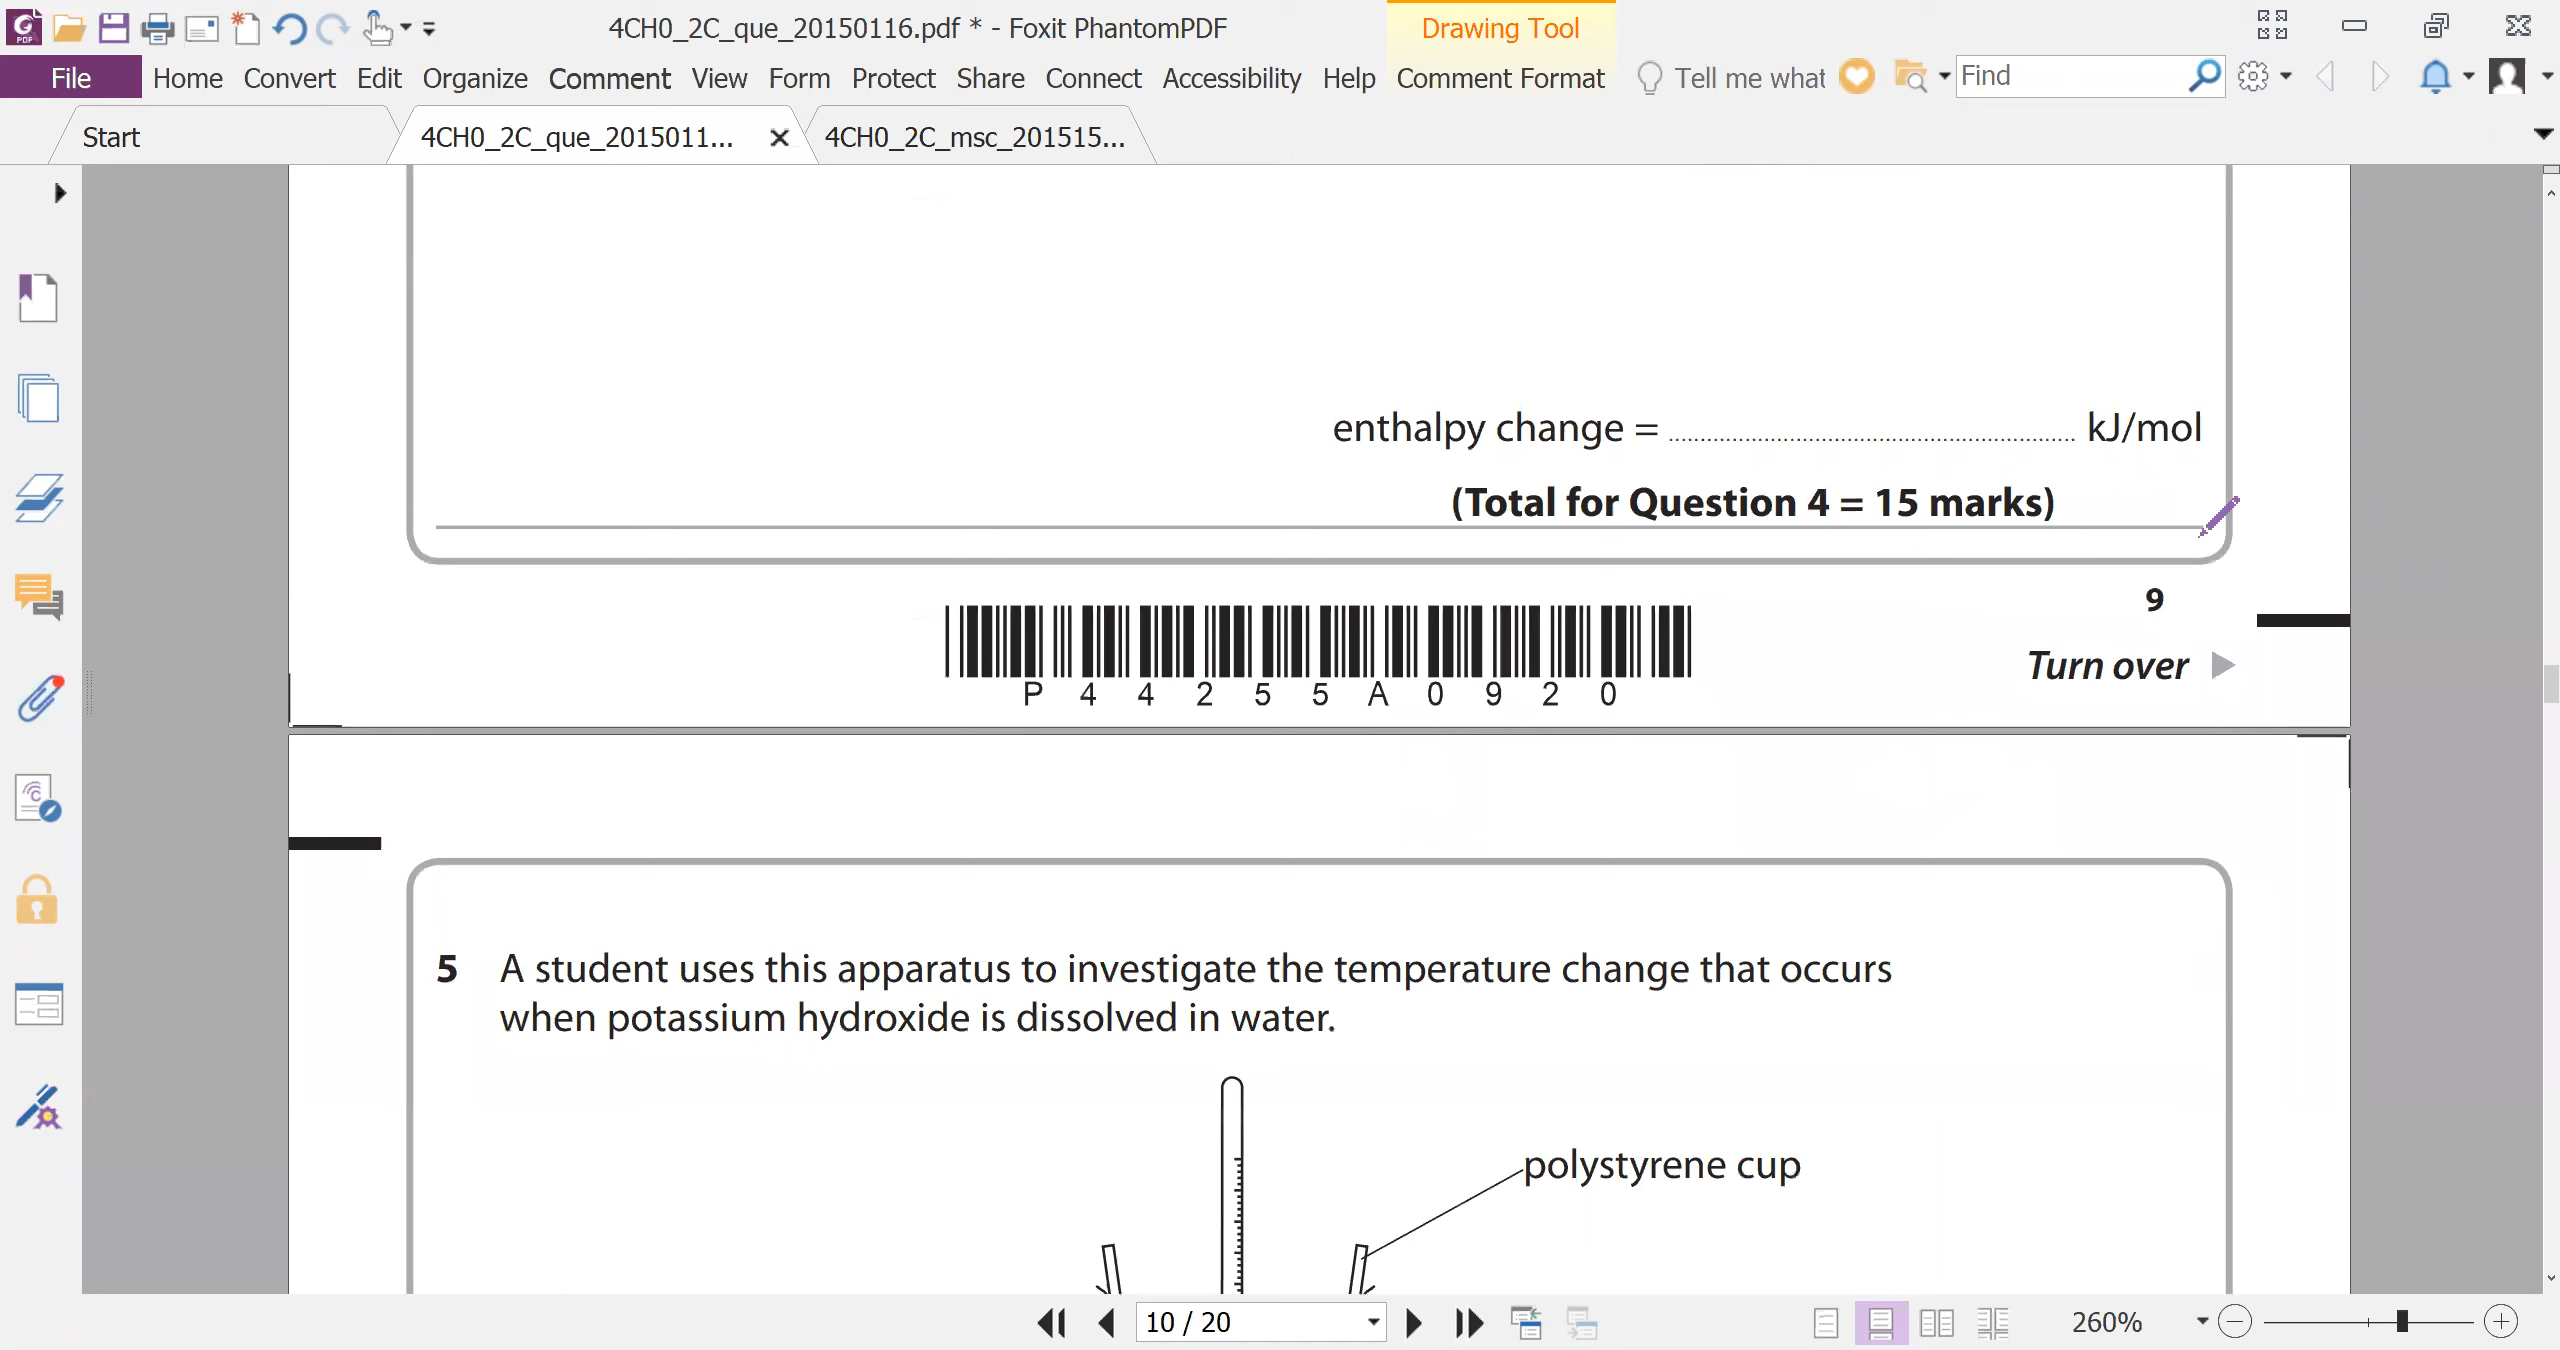 4CH0_2C_que_20150116.pdf * - Foxit PhantomPDF
Drawing Tool
File Home Convert Edit Organize Comment View Form Protect Share Connect Accessibility Help Comment Format Tell me what Find
Start
4CH0_2C_que_2015011...
4CH0_2C_msc_201515...
enthalpy change = .......................................................... kJ/mol
(Total for Question 4 = 15 marks)
9
P 4 4 2 5 5 A 0 9 2 0
Turn over
5 A student uses this apparatus to investigate the temperature change that occurs
when potassium hydroxide is dissolved in water.
polystyrene cup
10 / 20
260%